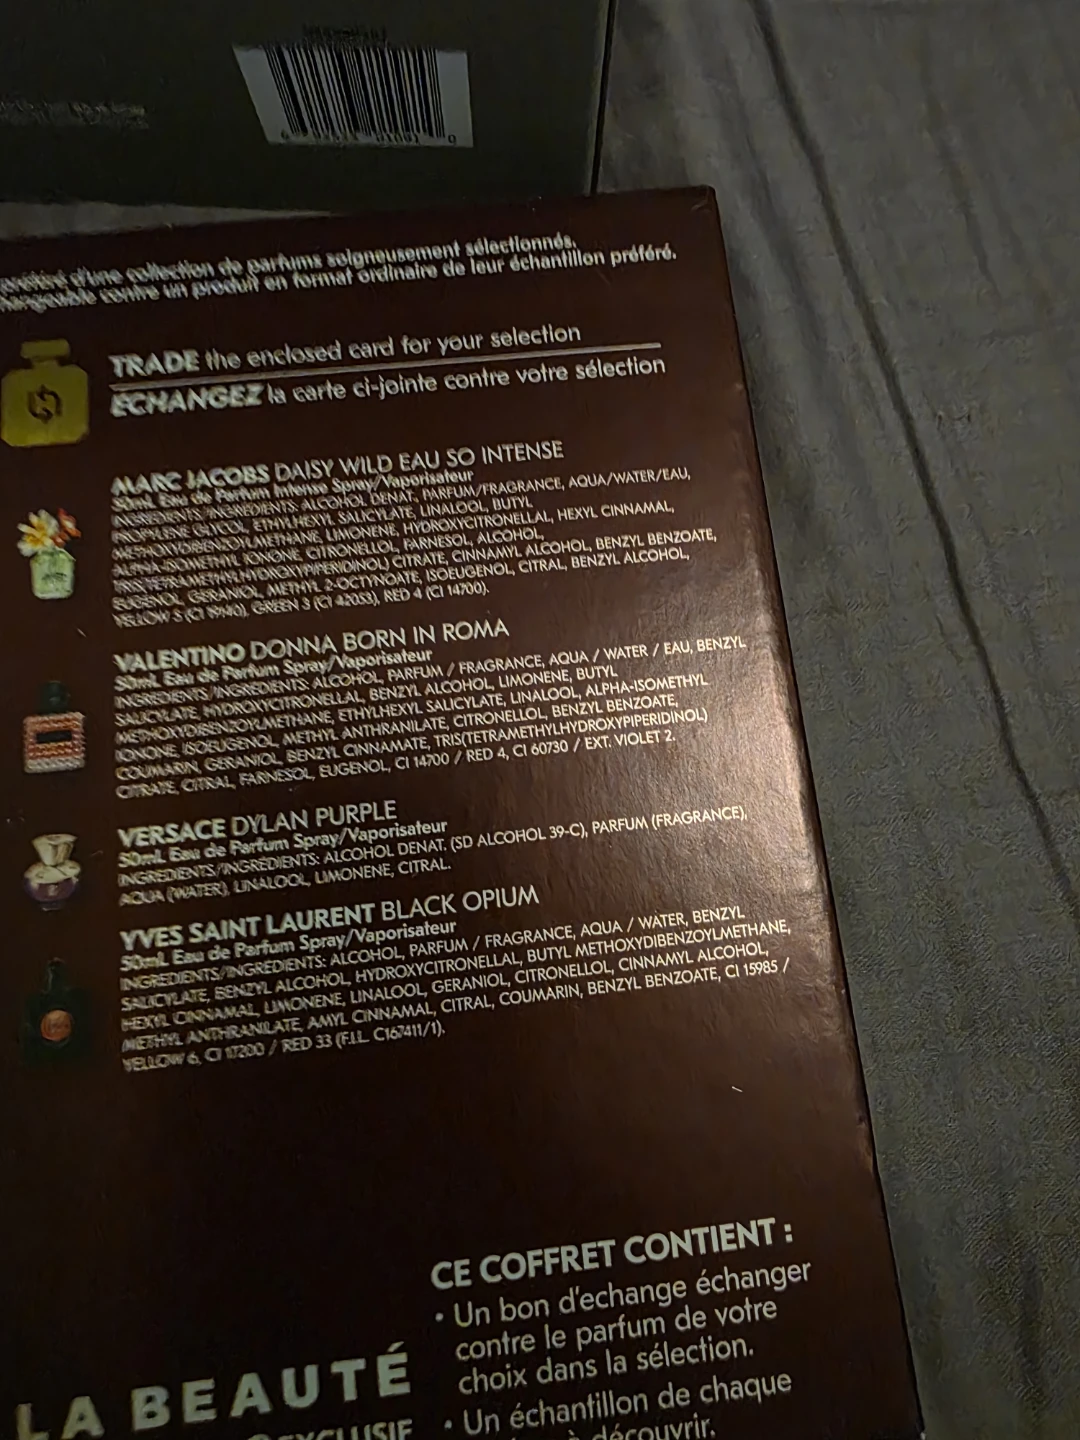 d'une collection de parfums soigneusement sélectionnés.
contre un produit en format ordinaire de leur échantillon préféré.
TRADE the enclosed card for your selection
ÉCHANGEZ la carte ci-jointe contre votre sélection
MARC JACOBS DAISY WILD EAU SO INTENSE
50mL Eau de Parfum Intense Spray/Vaporisateur
INGREDIENTS/INGRÉDIENTS: ALCOHOL DENAT., PARFUM/FRAGRANCE, AQUA/WATER/EAU,
PROPYLENE GLYCOL, ETHYLHEXYL SALICYLATE, LINALOOL, BUTYL
METHOXYDIBENZOYLMETHANE, LIMONENE, HYDROXYCITRONELLAL, HEXYL CINNAMAL,
ALPHA-ISOMETHYL IONONE, CITRONELLOL, FARNESOL, ALCOHOL,
TRIS(TETRAMETHYLHYDROXYPIPERIDINOL) CITRATE, CINNAMYL ALCOHOL, BENZYL BENZOATE,
EUGENOL, GERANIOL, METHYL 2-OCTYNOATE, ISOEUGENOL, CITRAL, BENZYL ALCOHOL,
YELLOW 5 (CI 19140), GREEN 3 (CI 42053), RED 4 (CI 14700).
VALENTINO DONNA BORN IN ROMA
50mL Eau de Parfum Spray/Vaporisateur
INGREDIENTS/INGRÉDIENTS: ALCOHOL, PARFUM / FRAGRANCE, AQUA / WATER / EAU, BENZYL
SALICYLATE, HYDROXYCITRONELLAL, BENZYL ALCOHOL, LIMONENE, BUTYL
METHOXYDIBENZOYLMETHANE, ETHYLHEXYL SALICYLATE, LINALOOL, ALPHA-ISOMETHYL
IONONE, ISOEUGENOL, METHYL ANTHRANILATE, CITRONELLOL, BENZYL BENZOATE,
COUMARIN, GERANIOL, BENZYL CINNAMATE, TRIS(TETRAMETHYLHYDROXYPIPERIDINOL)
CITRATE, CITRAL, FARNESOL, EUGENOL, CI 14700 / RED 4, CI 60730 / EXT. VIOLET 2.
VERSACE DYLAN PURPLE
50mL Eau de Parfum Spray/Vaporisateur
INGREDIENTS/INGRÉDIENTS: ALCOHOL DENAT. (SD ALCOHOL 39-C), PARFUM (FRAGRANCE),
AQUA (WATER), LINALOOL, LIMONENE, CITRAL.
YVES SAINT LAURENT BLACK OPIUM
50mL Eau de Parfum Spray/Vaporisateur
INGREDIENTS/INGRÉDIENTS: ALCOHOL, PARFUM / FRAGRANCE, AQUA / WATER, BENZYL
SALICYLATE, BENZYL ALCOHOL, HYDROXYCITRONELLAL, BUTYL METHOXYDIBENZOYLMETHANE,
HEXYL CINNAMAL, LIMONENE, LINALOOL, GERANIOL, CITRONELLOL, CINNAMYL ALCOHOL,
METHYL ANTHRANILATE, AMYL CINNAMAL, CITRAL, COUMARIN, BENZYL BENZOATE, CI 15985 /
YELLOW 6, CI 17200 / RED 33 (F.I.L. C167411/1).
CE COFFRET CONTIENT :
• Un bon d'echange échanger
contre le parfum de votre
choix dans la sélection.
• Un échantillon de chaque
à découvrir.
LA BEAUTÉ
EXCLUSIF